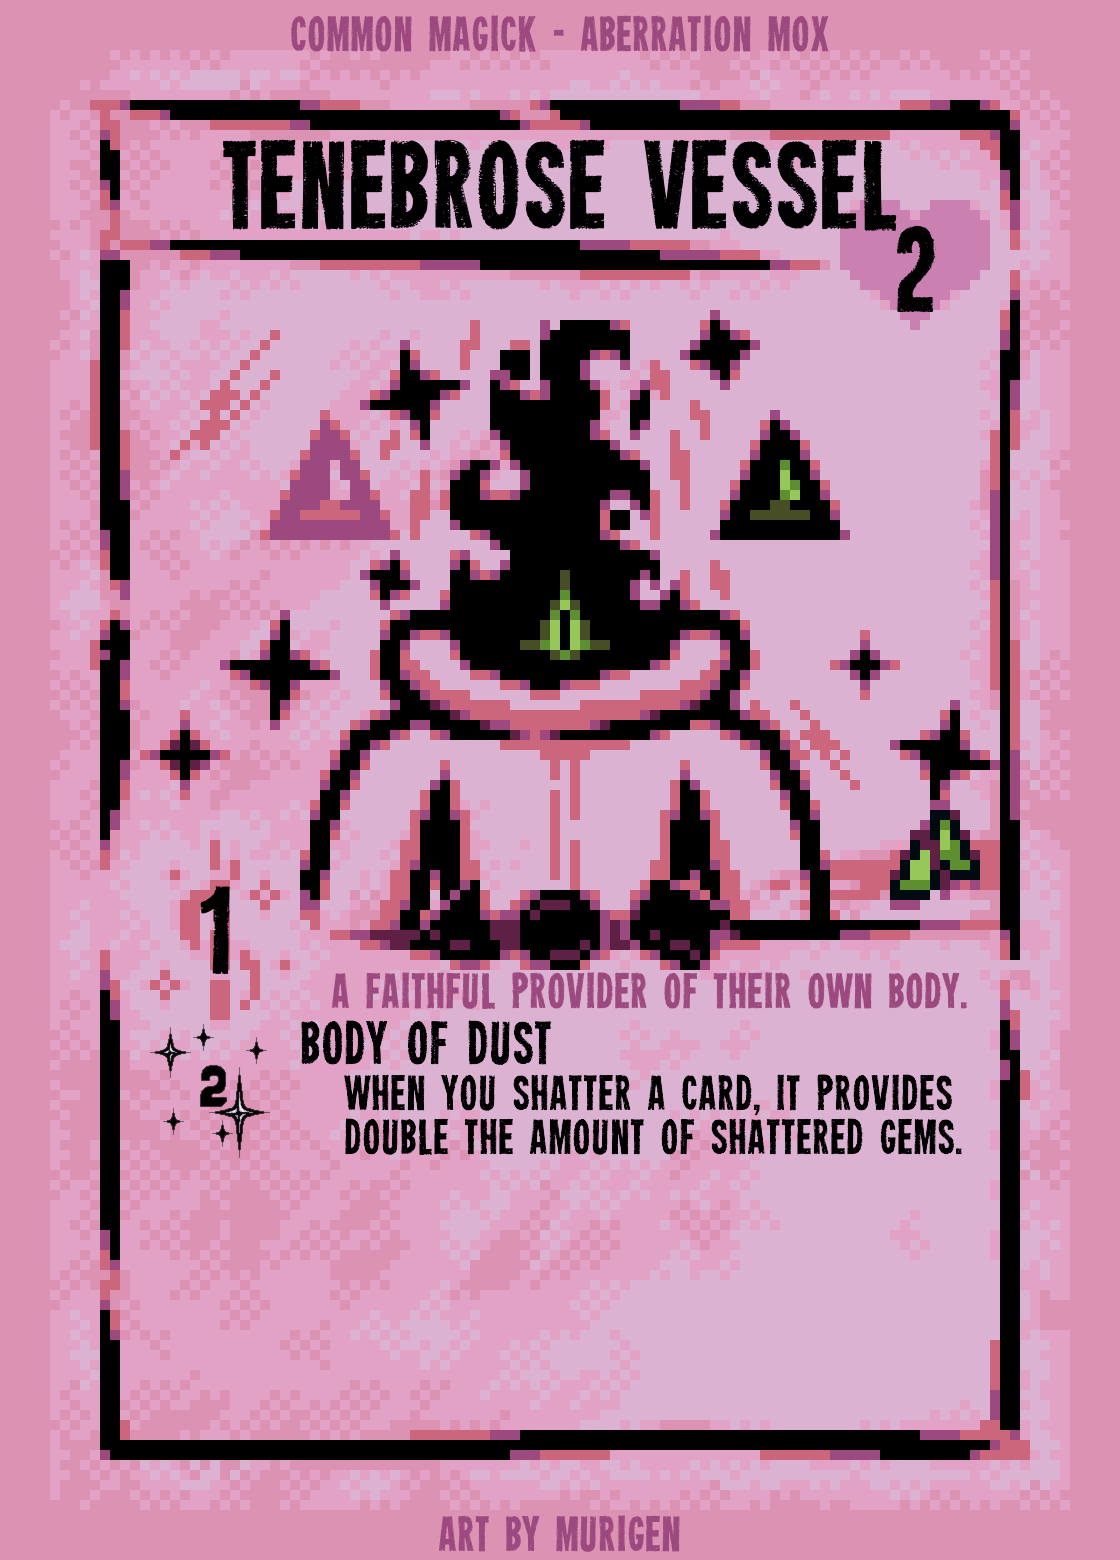 COMMON MAGICK - ABERRATION MOX
TENEBROSE VESSEL
2
1
A FAITHFUL PROVIDER OF THEIR OWN BODY.
BODY OF DUST
2
WHEN YOU SHATTER A CARD, IT PROVIDES
DOUBLE THE AMOUNT OF SHATTERED GEMS.
ART BY MURIGEN